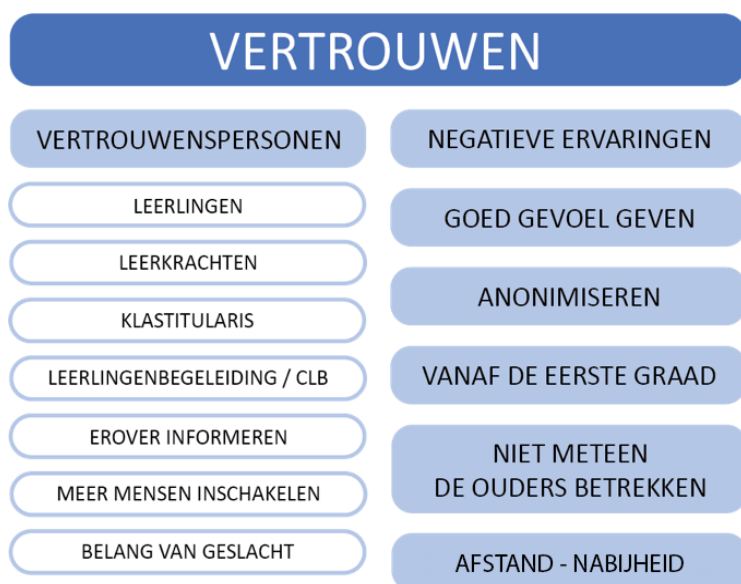 VERTROUWEN
VERTROUWENSPERSONEN
LEERLINGEN
LEERKRACHTEN
KLASTITULARIS
LEERLINGENBEGELEIDING / CLB
EROVER INFORMEREN
MEER MENSEN INSCHAKELEN
BELANG VAN GESLACHT
NEGATIEVE ERVARINGEN
GOED GEVOEL GEVEN
ANONIMISEREN
VANAF DE EERSTE GRAAD
NIET METEEN
DE OUDERS BETREKKEN
AFSTAND - NABIJHEID